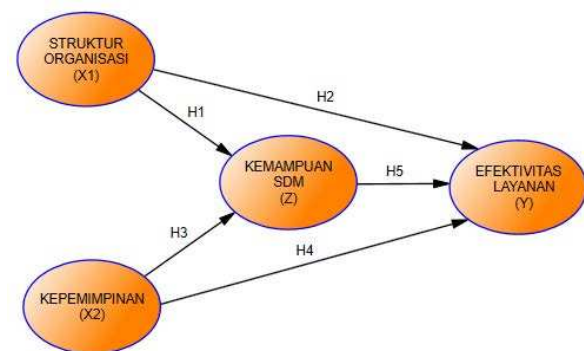 STRUKTUR
ORGANISASI
(X1)
H2
H1
KEMAMPUAN
SDM
(Z)
H5
EFEKTIVITAS
LAYANAN
(Y)
H3
H4
KEPEMIMPINAN
(X2)